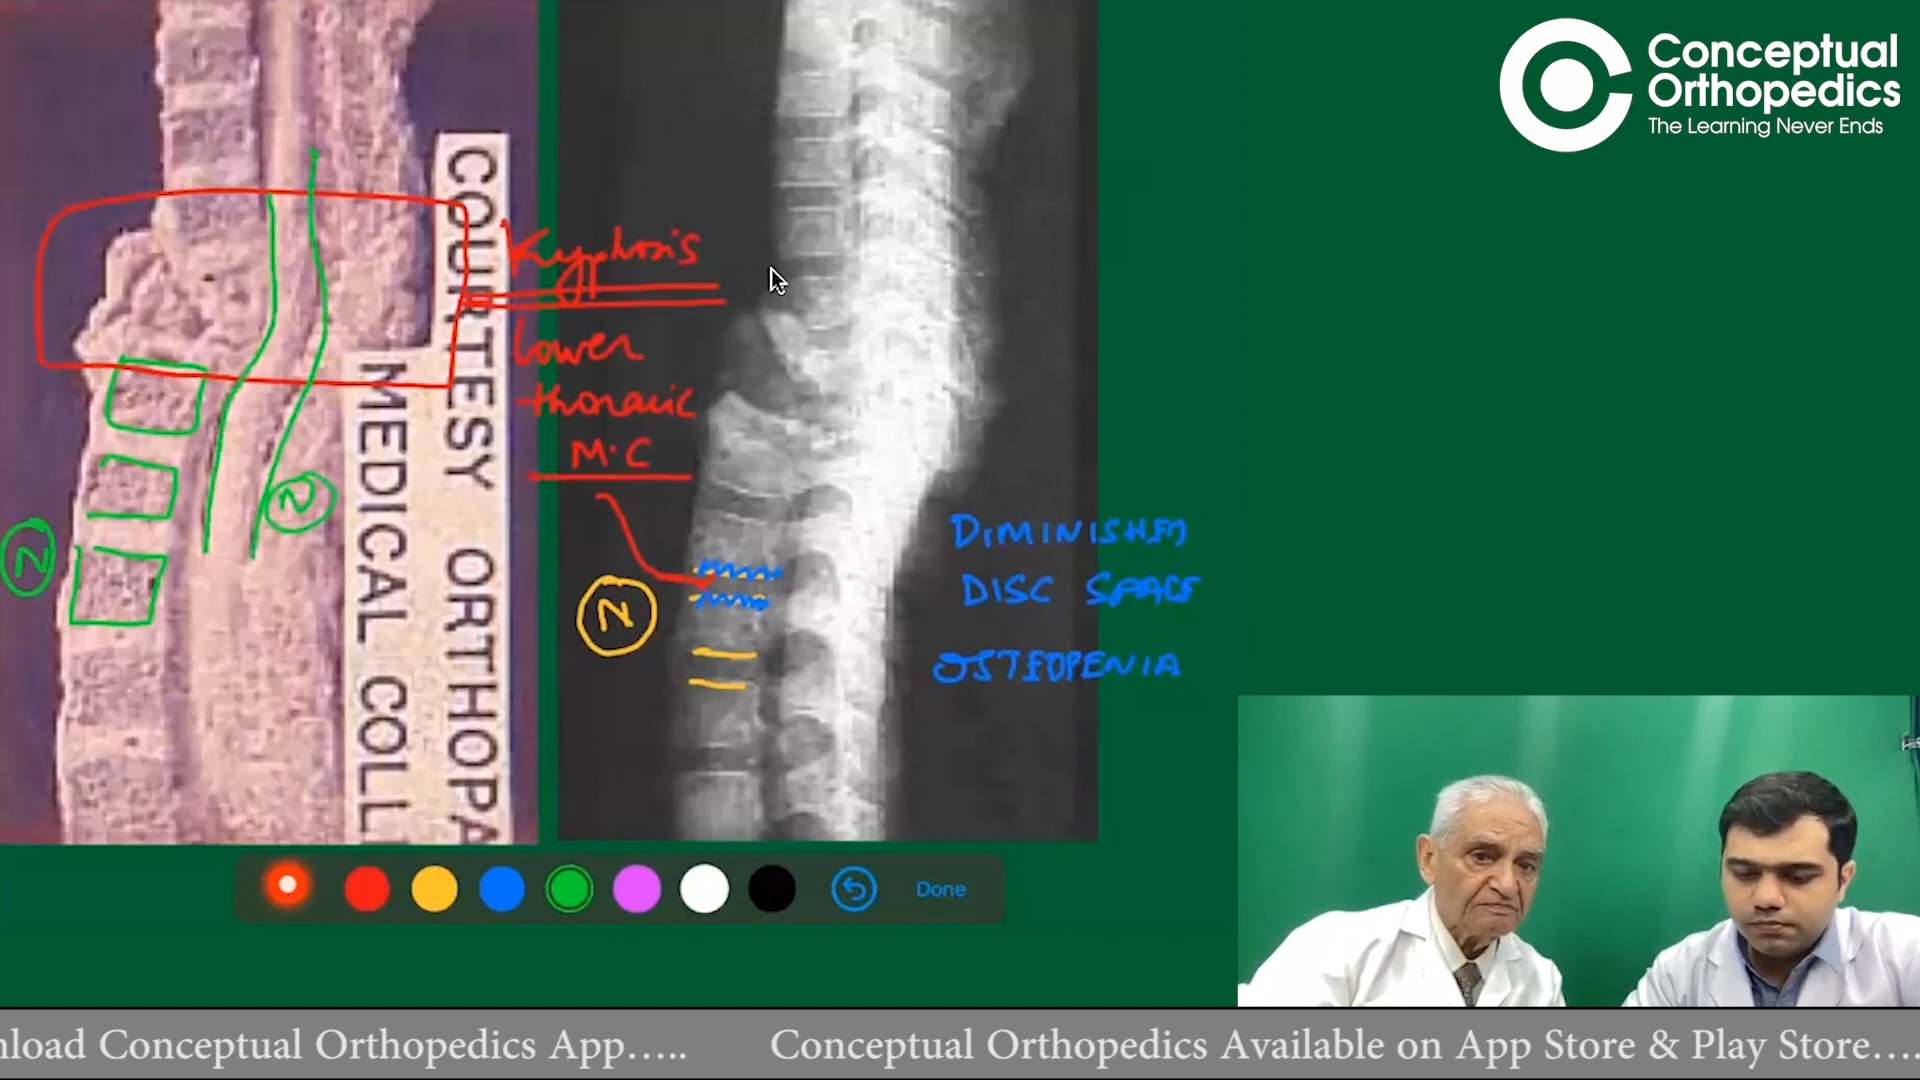 Conceptual
Orthopedics
The Learning Never Ends
COURTESY ORTHOPA
MEDICAL COLL
Kyphosis
Lower
thoracic
M.C
N
N
N
DIMINISHED
DISC SPACE
OSTEOPENIA
Done
nload Conceptual Orthopedics App..... Conceptual Orthopedics Available on App Store & Play Store....